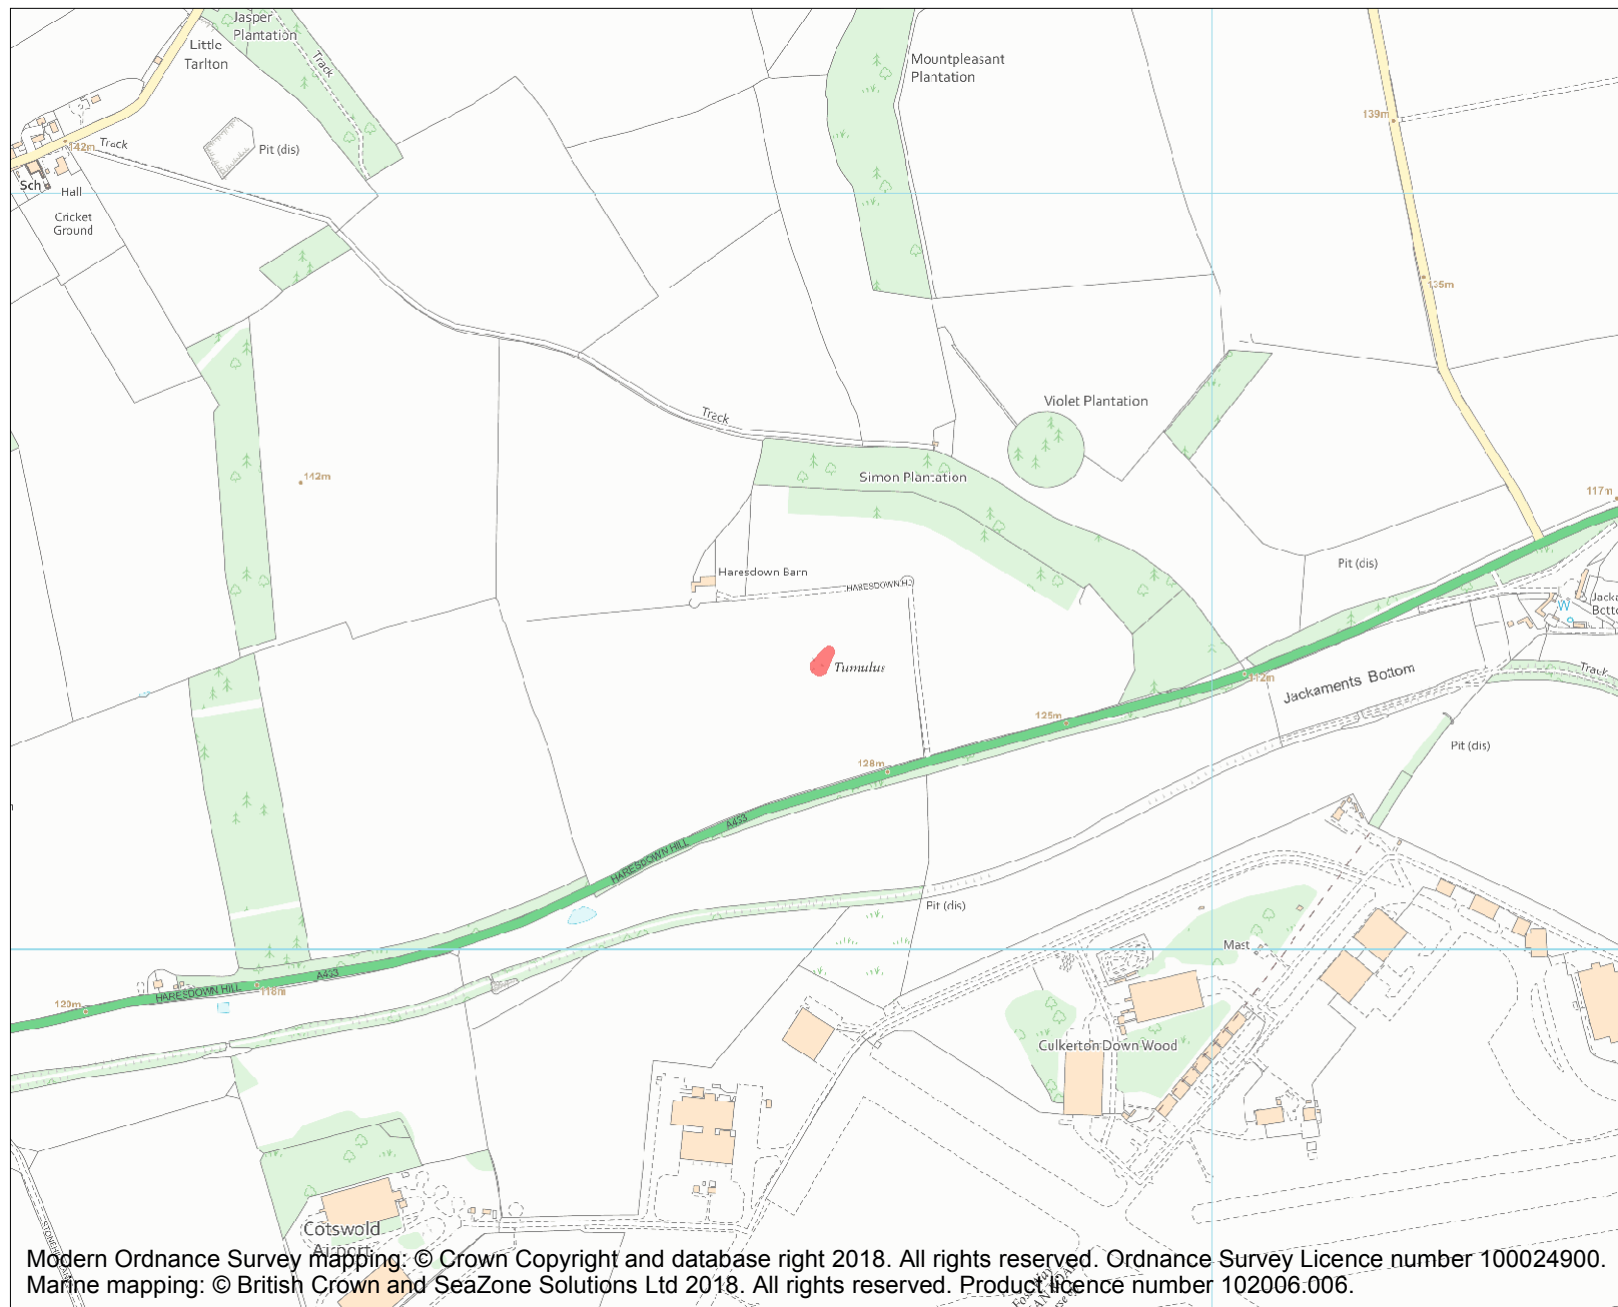 Jasper
Plantation
Little
Tarlton
Track
Mountpleasant
Plantation
139m
142m
Track
Pit (dis)
Sch
Hall
Cricket
Ground
135m
Violet Plantation
Track
142m
Simon Plantation
117m
Pit (dis)
Haresdown Barn
W
Tumulus
Track
112m
Jackaments Bottom
125m
Pit (dis)
128m
A433
HARESDOWN HILL
Pit (dis)
Mast
A433
HARESDOWN HILL
118m
Culkerton Down Wood
Cotswold
Airport
Modern Ordnance Survey mapping: © Crown Copyright and database right 2018. All rights reserved. Ordnance Survey Licence number 100024900.
Marine mapping: © British Crown and SeaZone Solutions Ltd 2018. All rights reserved. Product licence number 102006.006.